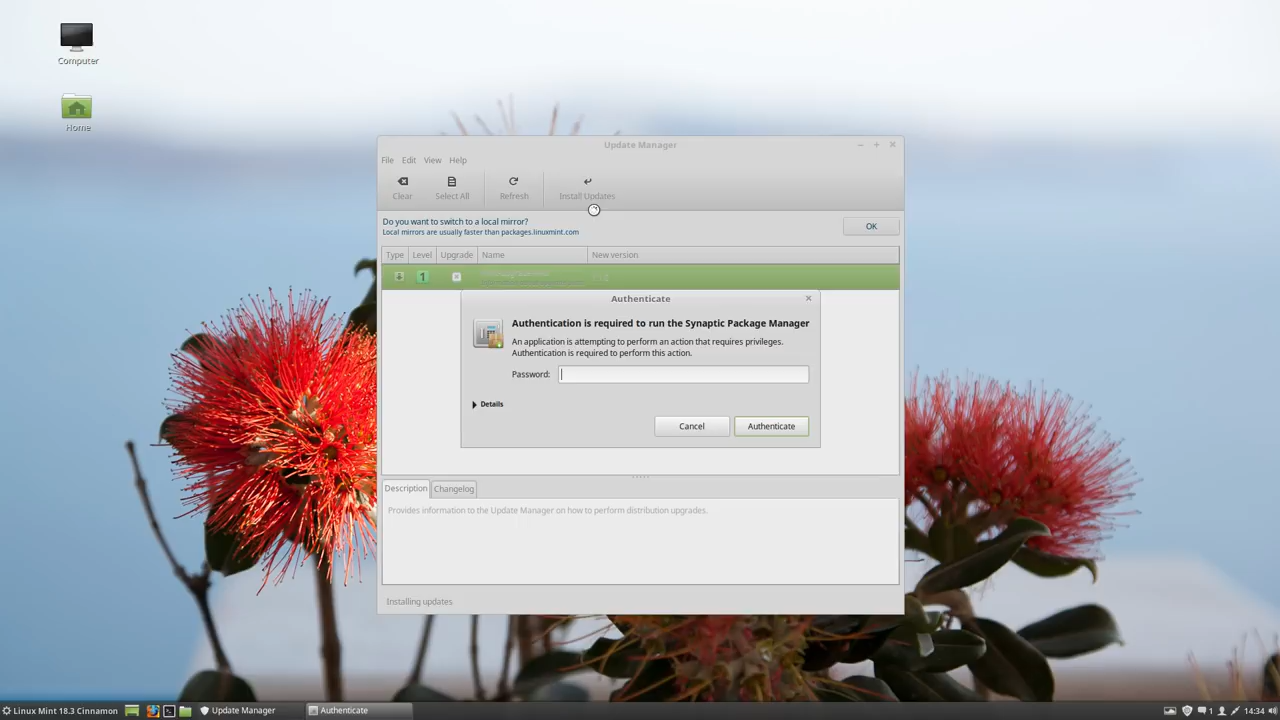 Computer
Home
Update Manager
File Edit View Help
Clear Select All Refresh Install Updates
Do you want to switch to a local mirror?
Local mirrors are usually faster than packages.linuxmint.com
OK
Type Level Upgrade Name New version
1
Authenticate
Authentication is required to run the Synaptic Package Manager
An application is attempting to perform an action that requires privileges.
Authentication is required to perform this action.
Password:
Details
Cancel Authenticate
Description Changelog
Provides information to the Update Manager on how to perform distribution upgrades.
Installing updates
Linux Mint 18.3 Cinnamon Update Manager Authenticate 1 14:34